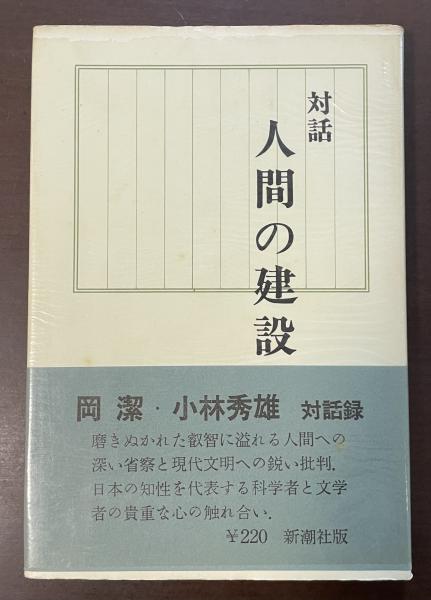 対話
人間の建設
岡潔・小林秀雄 対話録
磨きぬかれた叡智に溢れる人間への
深い省察と現代文明への鋭い批判.
日本の知性を代表する科学者と文学
者の貴重な心の触れ合い.
¥220 新潮社版